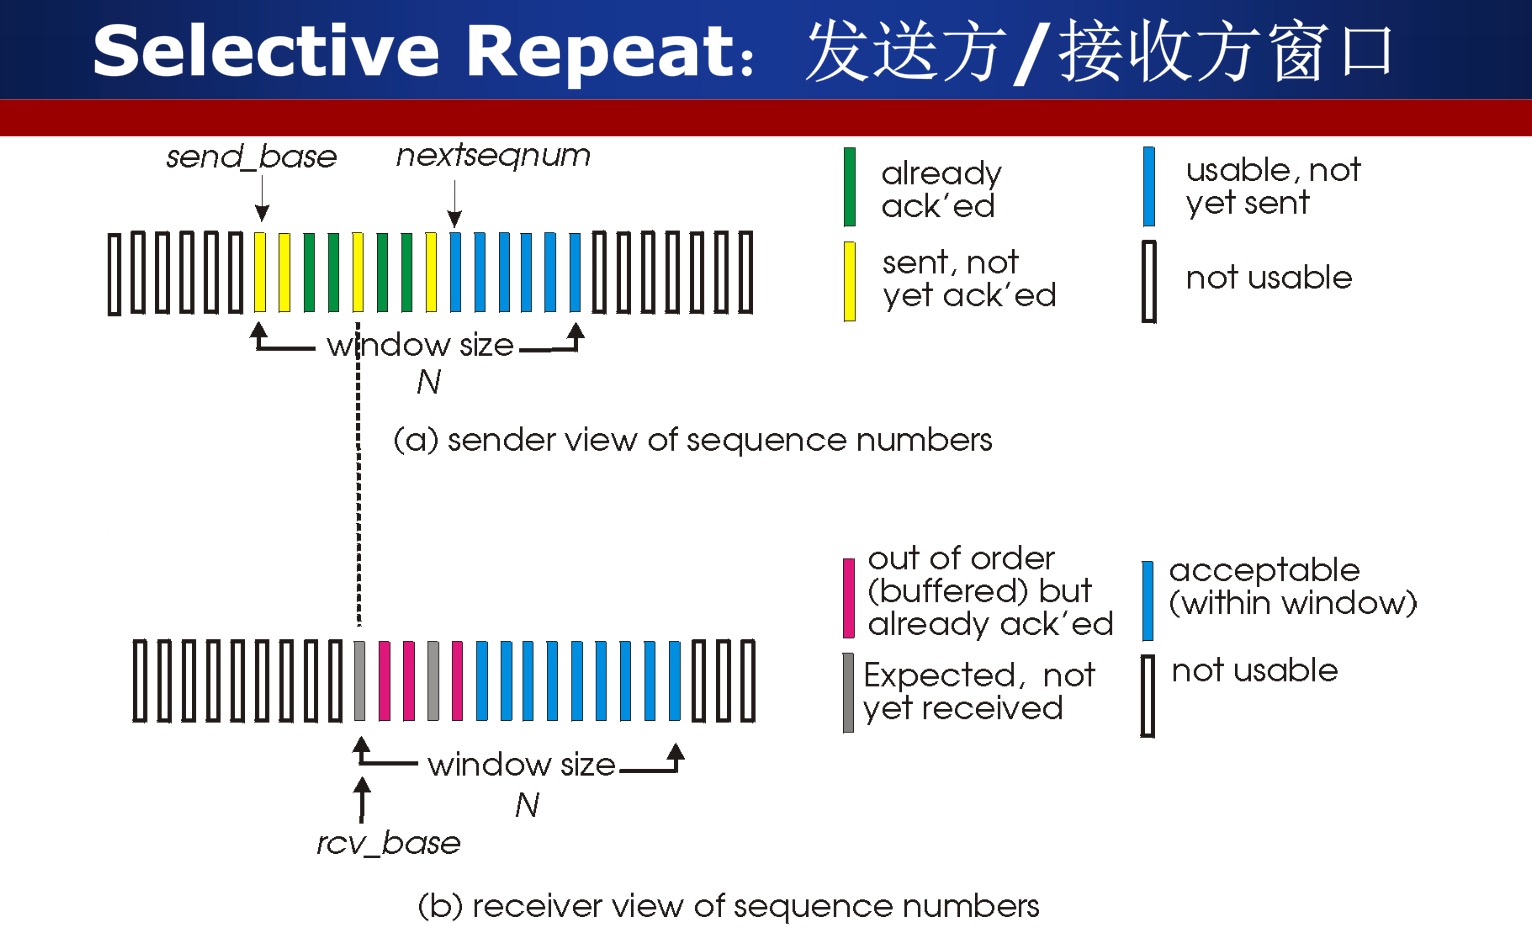 Selective Repeat：发送方/接收方窗口
send_base
nextseqnum
window size
N
(a) sender view of sequence numbers
already
ack'ed
sent, not
yet ack'ed
usable, not
yet sent
not usable
window size
N
rcv_base
(b) receiver view of sequence numbers
out of order
(buffered) but
already ack'ed
Expected, not
yet received
acceptable
(within window)
not usable